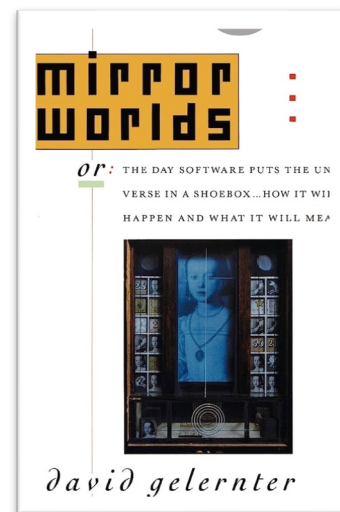 mirror
worlds
or: THE DAY SOFTWARE PUTS THE UN
VERSE IN A SHOEBOX...HOW IT WI
HAPPEN AND WHAT IT WILL MEA
david gelernter